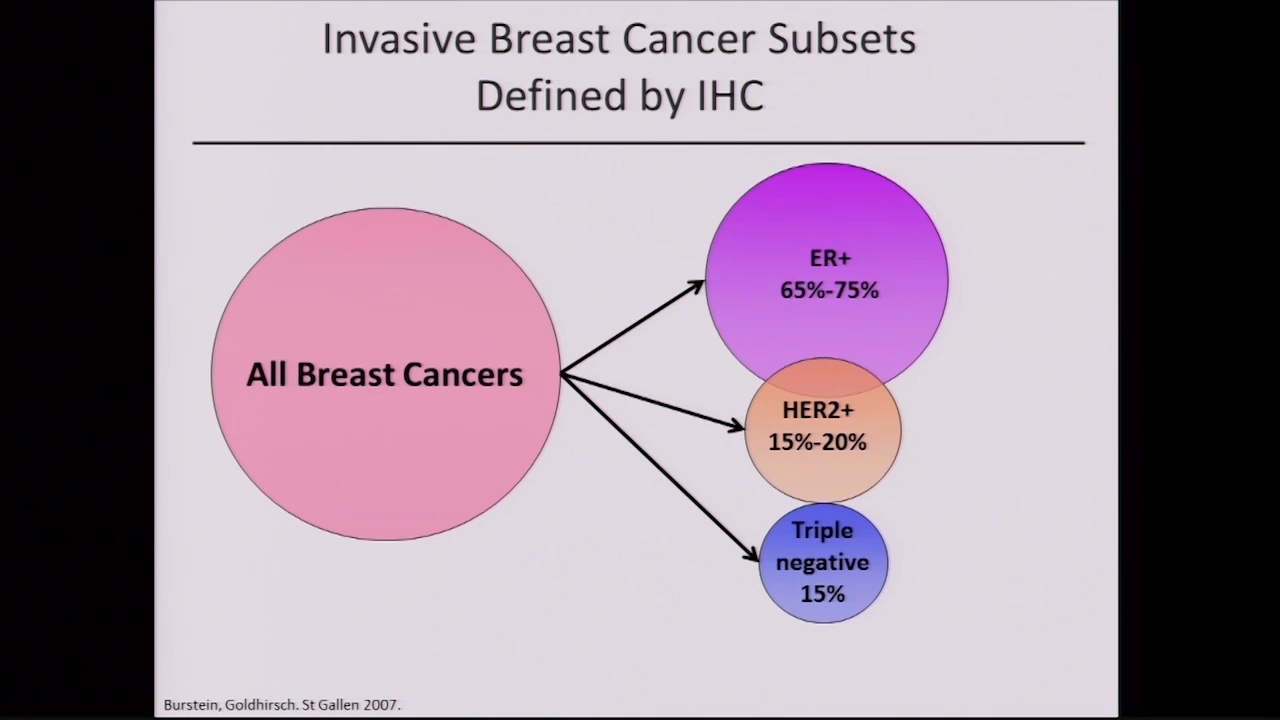 Invasive Breast Cancer Subsets
Defined by IHC
All Breast Cancers
ER+
65%-75%
HER2+
15%-20%
Triple
negative
15%
Burstein, Goldhirsch. St Gallen 2007.